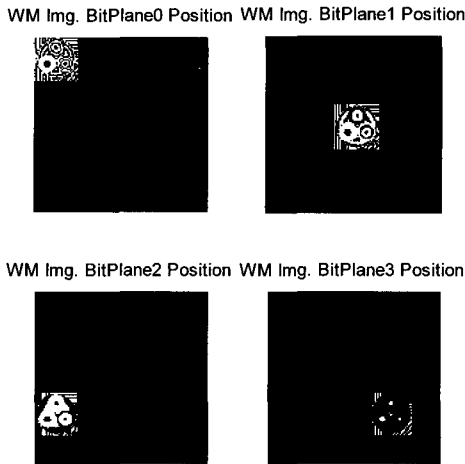 WM Img. BitPlane0 Position WM Img. BitPlane1 Position
WM Img. BitPlane2 Position WM Img. BitPlane3 Position